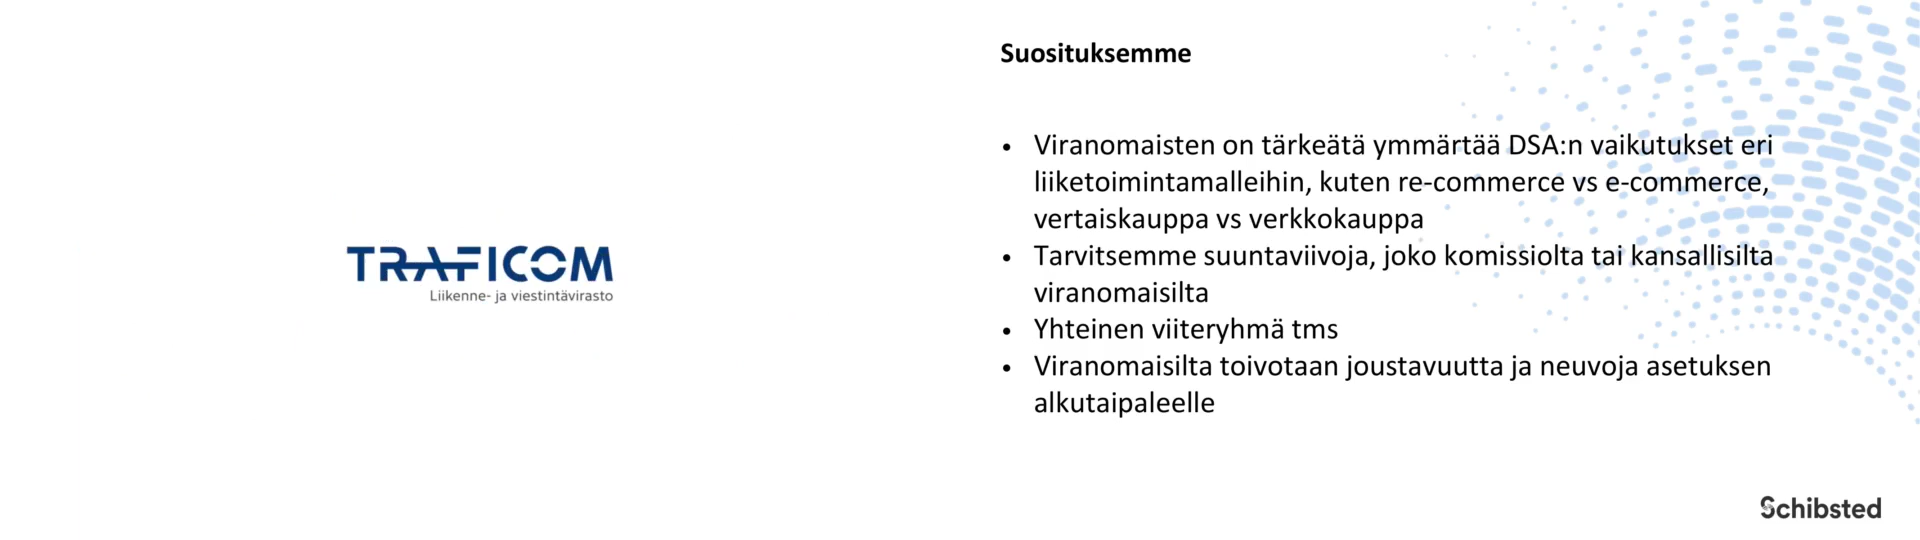 TRAFICOM
Liikenne- ja viestintävirasto
Suosituksemme
• Viranomaisten on tärkeätä ymmärtää DSA:n vaikutukset eri
liiketoimintamalleihin, kuten re-commerce vs e-commerce,
vertaiskauppa vs verkkokauppa
• Tarvitsemme suuntaviivoja, joko komissiolta tai kansallisilta
viranomaisilta
• Yhteinen viiteryhmä tms
• Viranomaisilta toivotaan joustavuutta ja neuvoja asetuksen
alkutaipaleelle
Schibsted